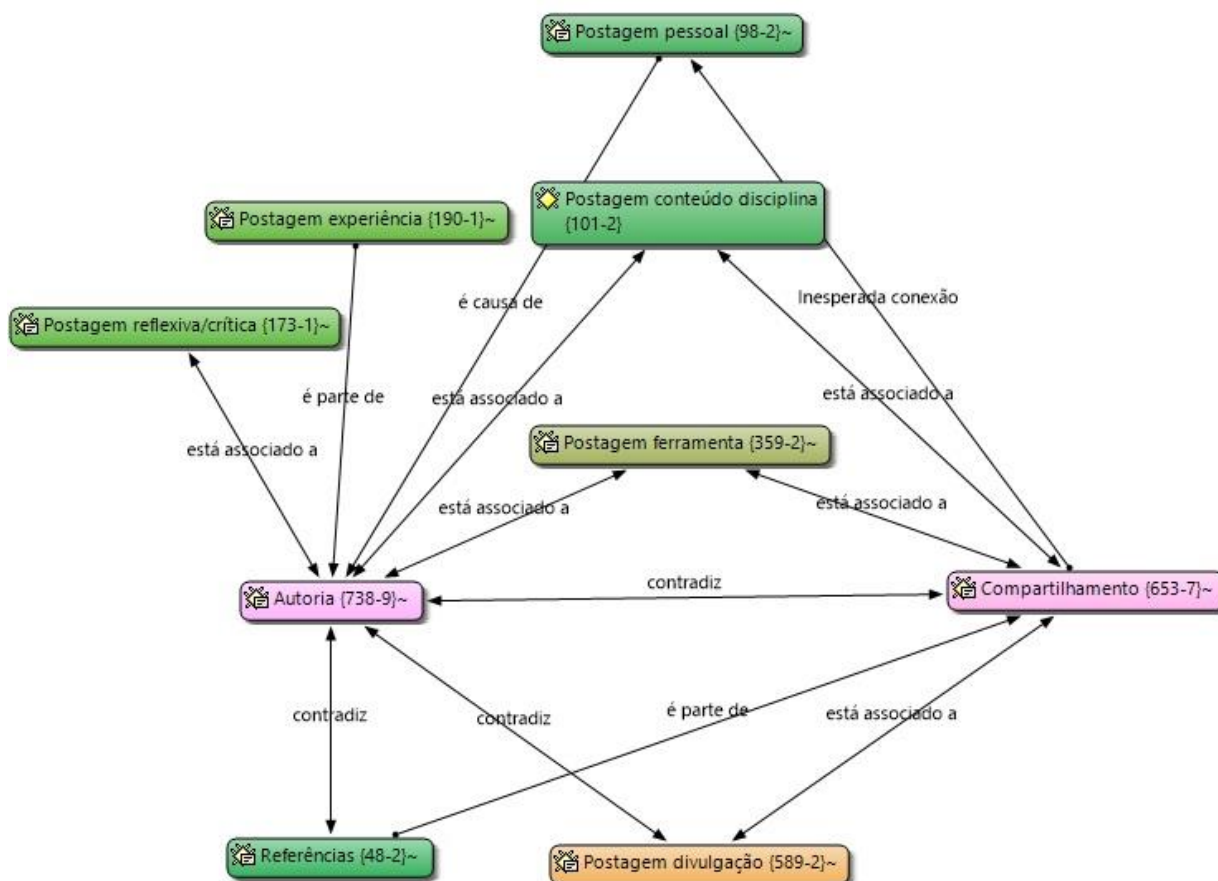 Postagem pessoal {98-2}~
Postagem conteúdo disciplina
{101-2}
Postagem experiência {190-1}~
é causa de
Inesperada conexão
Postagem reflexiva/crítica {173-1}~
é parte de
está associado a
está associado a
está associado a
Postagem ferramenta {359-2}~
está associado a
está associado a
Autoria {738-9}~
contradiz
Compartilhamento {653-7}~
contradiz
contradiz
é parte de
está associado a
Referências {48-2}~
Postagem divulgação {589-2}~